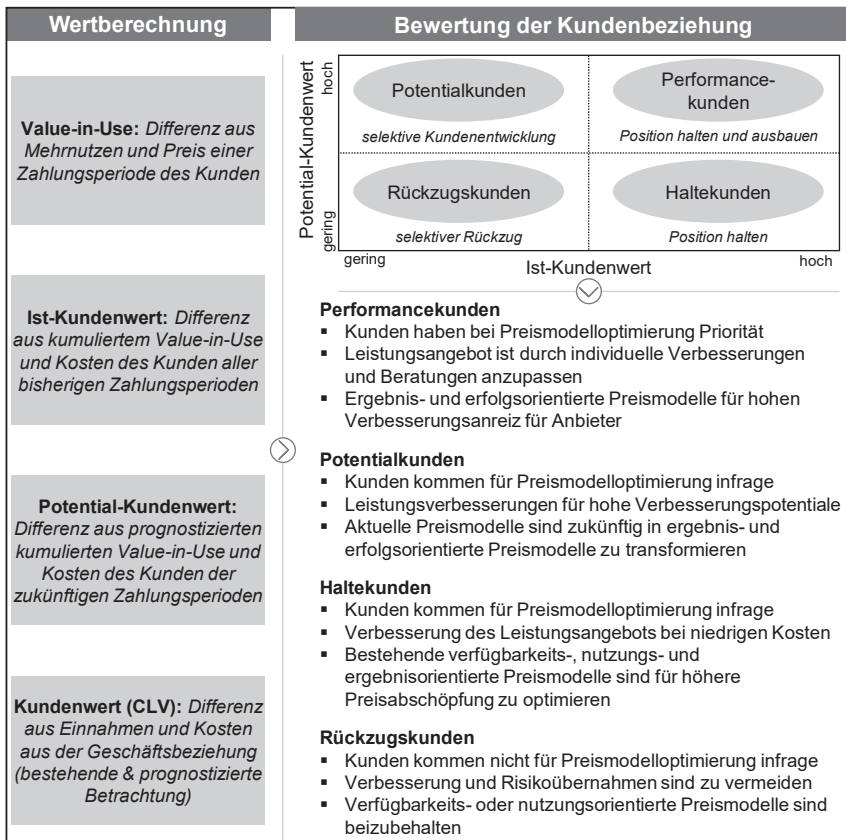 Wertberechnung
Value-in-Use: Differenz aus
Mehrnutzen und Preis einer
Zahlungsperiode des Kunden
Ist-Kundenwert: Differenz
aus kumuliertem Value-in-Use
und Kosten des Kunden aller
bisherigen Zahlungsperioden
Potential-Kundenwert:
Differenz aus prognostizierten
kumulierten Value-in-Use und
Kosten des Kunden der
zukünftigen Zahlungsperioden
Kundenwert (CLV): Differenz
aus Einnahmen und Kosten
aus der Geschäftsbeziehung
(bestehende & prognostizierte
Betrachtung)
Bewertung der Kundenbeziehung
Potential-Kundenwert
hoch
gering
Potentialkunden
selektive Kundenentwicklung
Performance-
kunden
Position halten und ausbauen
Rückzugskunden
selektiver Rückzug
Haltekunden
Position halten
gering
Ist-Kundenwert
hoch
Performancekunden
▪ Kunden haben bei Preismodelloptimierung Priorität
▪ Leistungsangebot ist durch individuelle Verbesserungen
und Beratungen anzupassen
▪ Ergebnis- und erfolgsorientierte Preismodelle für hohen
Verbesserungsanreiz für Anbieter
Potentialkunden
▪ Kunden kommen für Preismodelloptimierung infrage
▪ Leistungsverbesserungen für hohe Verbesserungspotentiale
▪ Aktuelle Preismodelle sind zukünftig in ergebnis- und
erfolgsorientierte Preismodelle zu transformieren
Haltekunden
▪ Kunden kommen für Preismodelloptimierung infrage
▪ Verbesserung des Leistungsangebots bei niedrigen Kosten
▪ Bestehende verfügbarkeits-, nutzungs- und
ergebnisorientierte Preismodelle sind für höhere
Preisabschöpfung zu optimieren
Rückzugskunden
▪ Kunden kommen nicht für Preismodelloptimierung infrage
▪ Verbesserung und Risikoübernahmen sind zu vermeiden
▪ Verfügbarkeits- oder nutzungsorientierte Preismodelle sind
beizubehalten